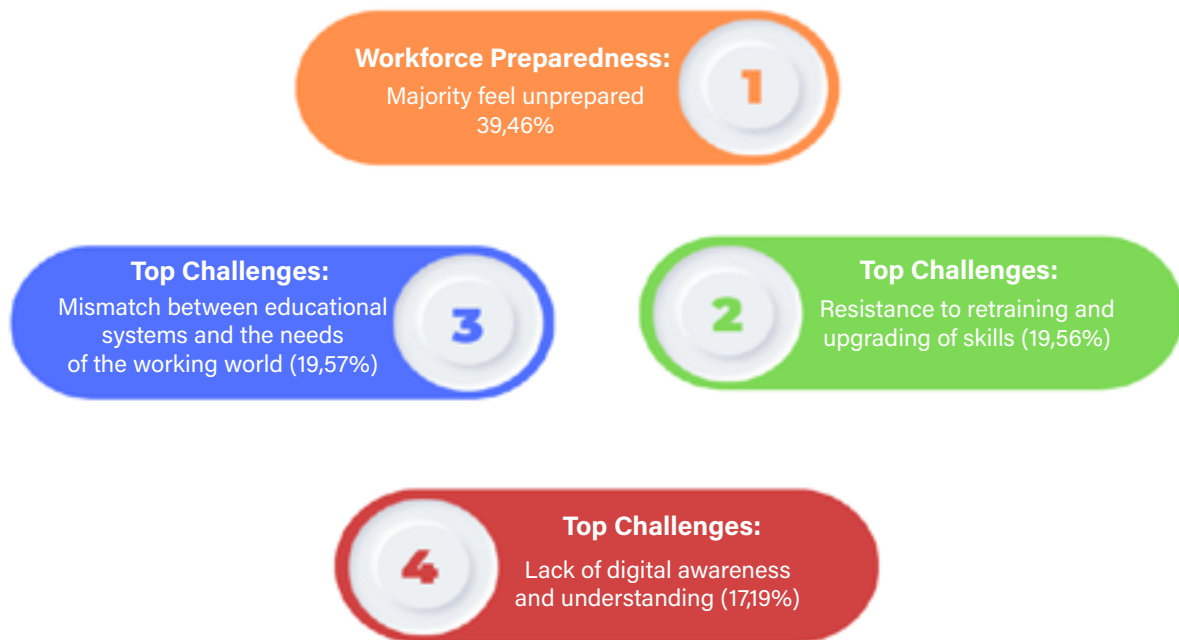 Workforce Preparedness:
Majority feel unprepared
39,46%
1
Top Challenges:
Resistance to retraining and
upgrading of skills (19,56%)
2
Top Challenges:
Mismatch between educational
systems and the needs
of the working world (19,57%)
3
Top Challenges:
Lack of digital awareness
and understanding (17,19%)
4